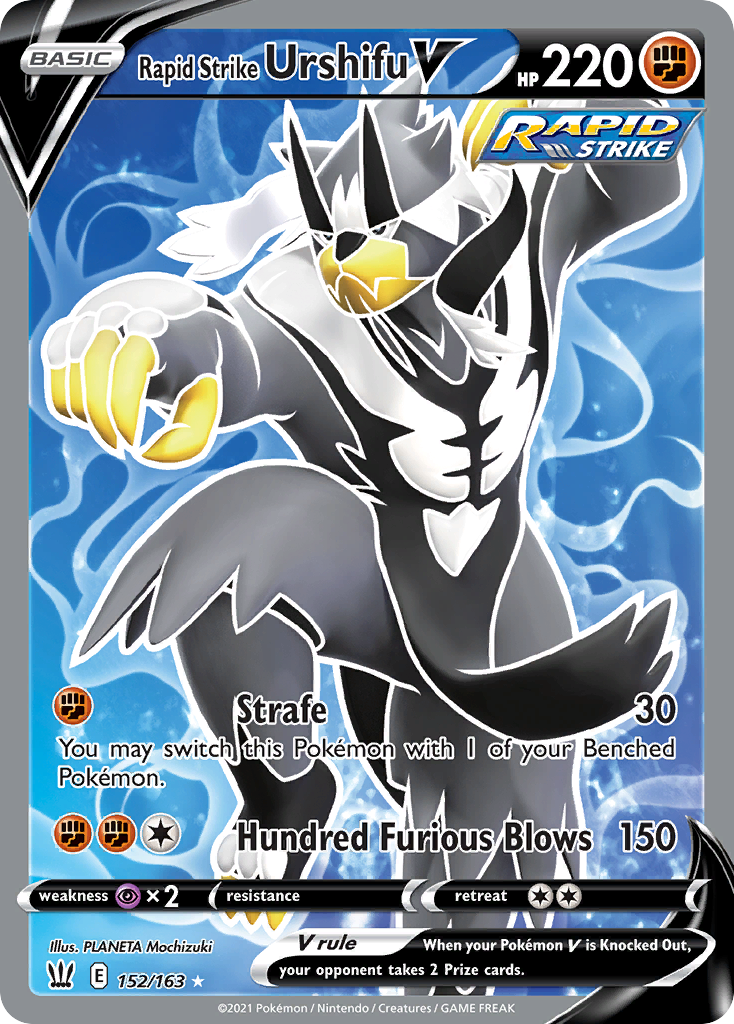 BASIC
Rapid Strike Urshifu V HP 220
RAPID STRIKE
Strafe 30
You may switch this Pokémon with 1 of your Benched
Pokémon.
Hundred Furious Blows 150
weakness ×2 resistance retreat
Illus. PLANETA Mochizuki
V rule
When your Pokémon V is Knocked Out,
your opponent takes 2 Prize cards.
E 152/163
©2021 Pokémon / Nintendo / Creatures / GAME FREAK